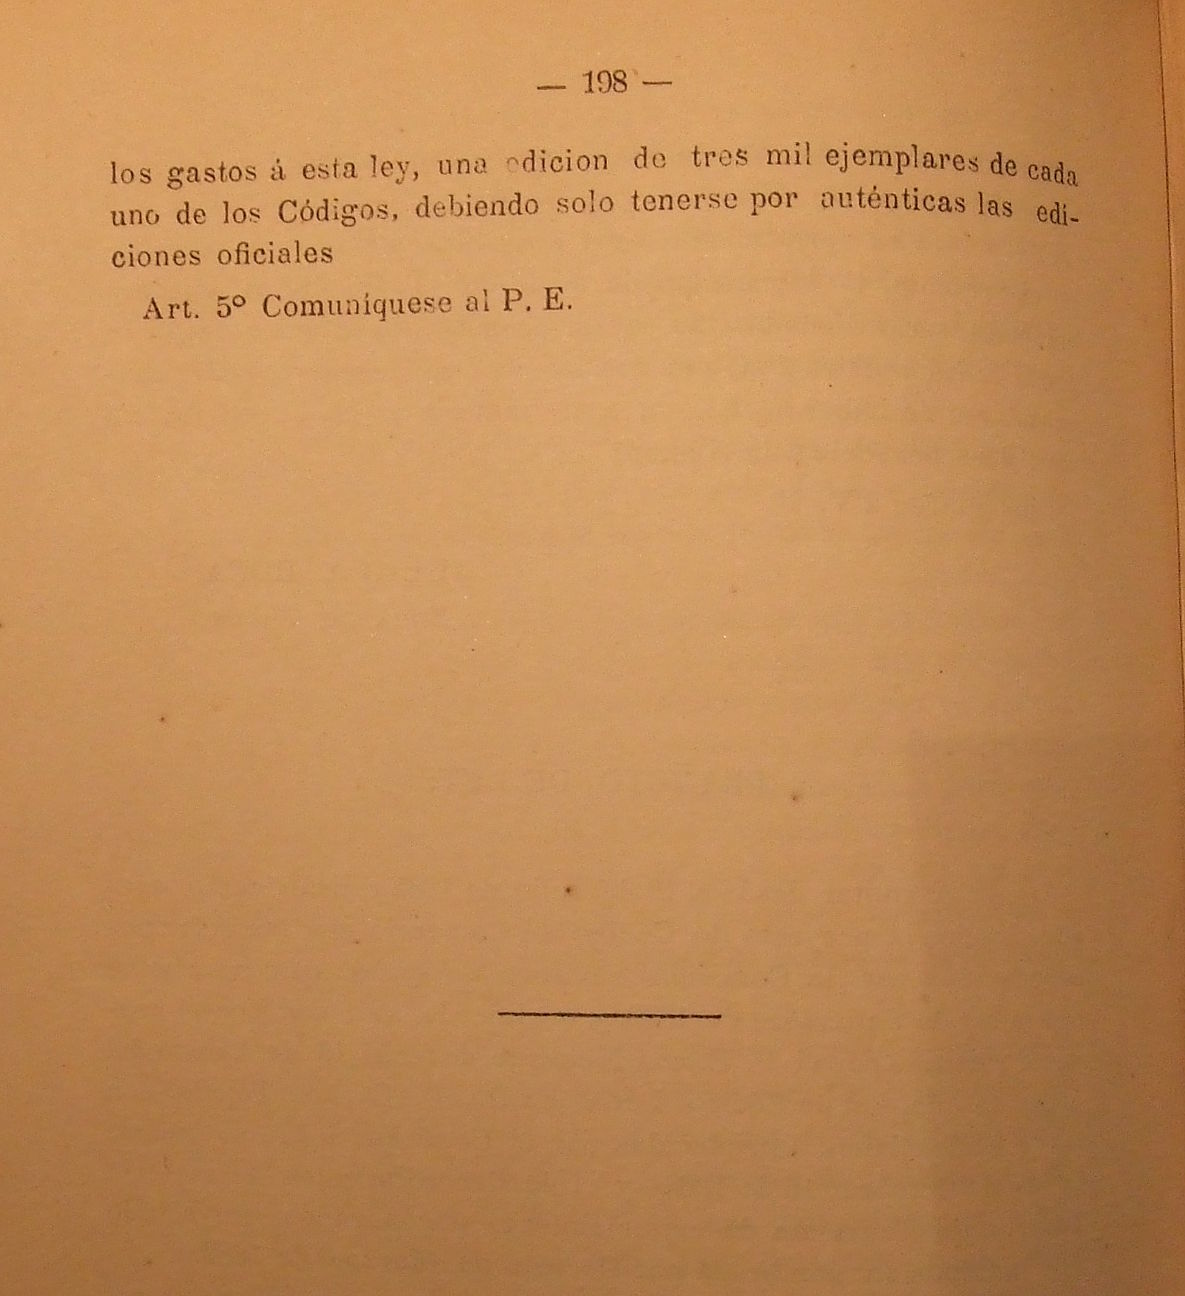 — 198 —
los gastos á esta ley, una edicion de tres mil ejemplares de cada
uno de los Códigos, debiendo solo tenerse por auténticas las edi-
ciones oficiales
Art. 5º Comuníquese al P. E.